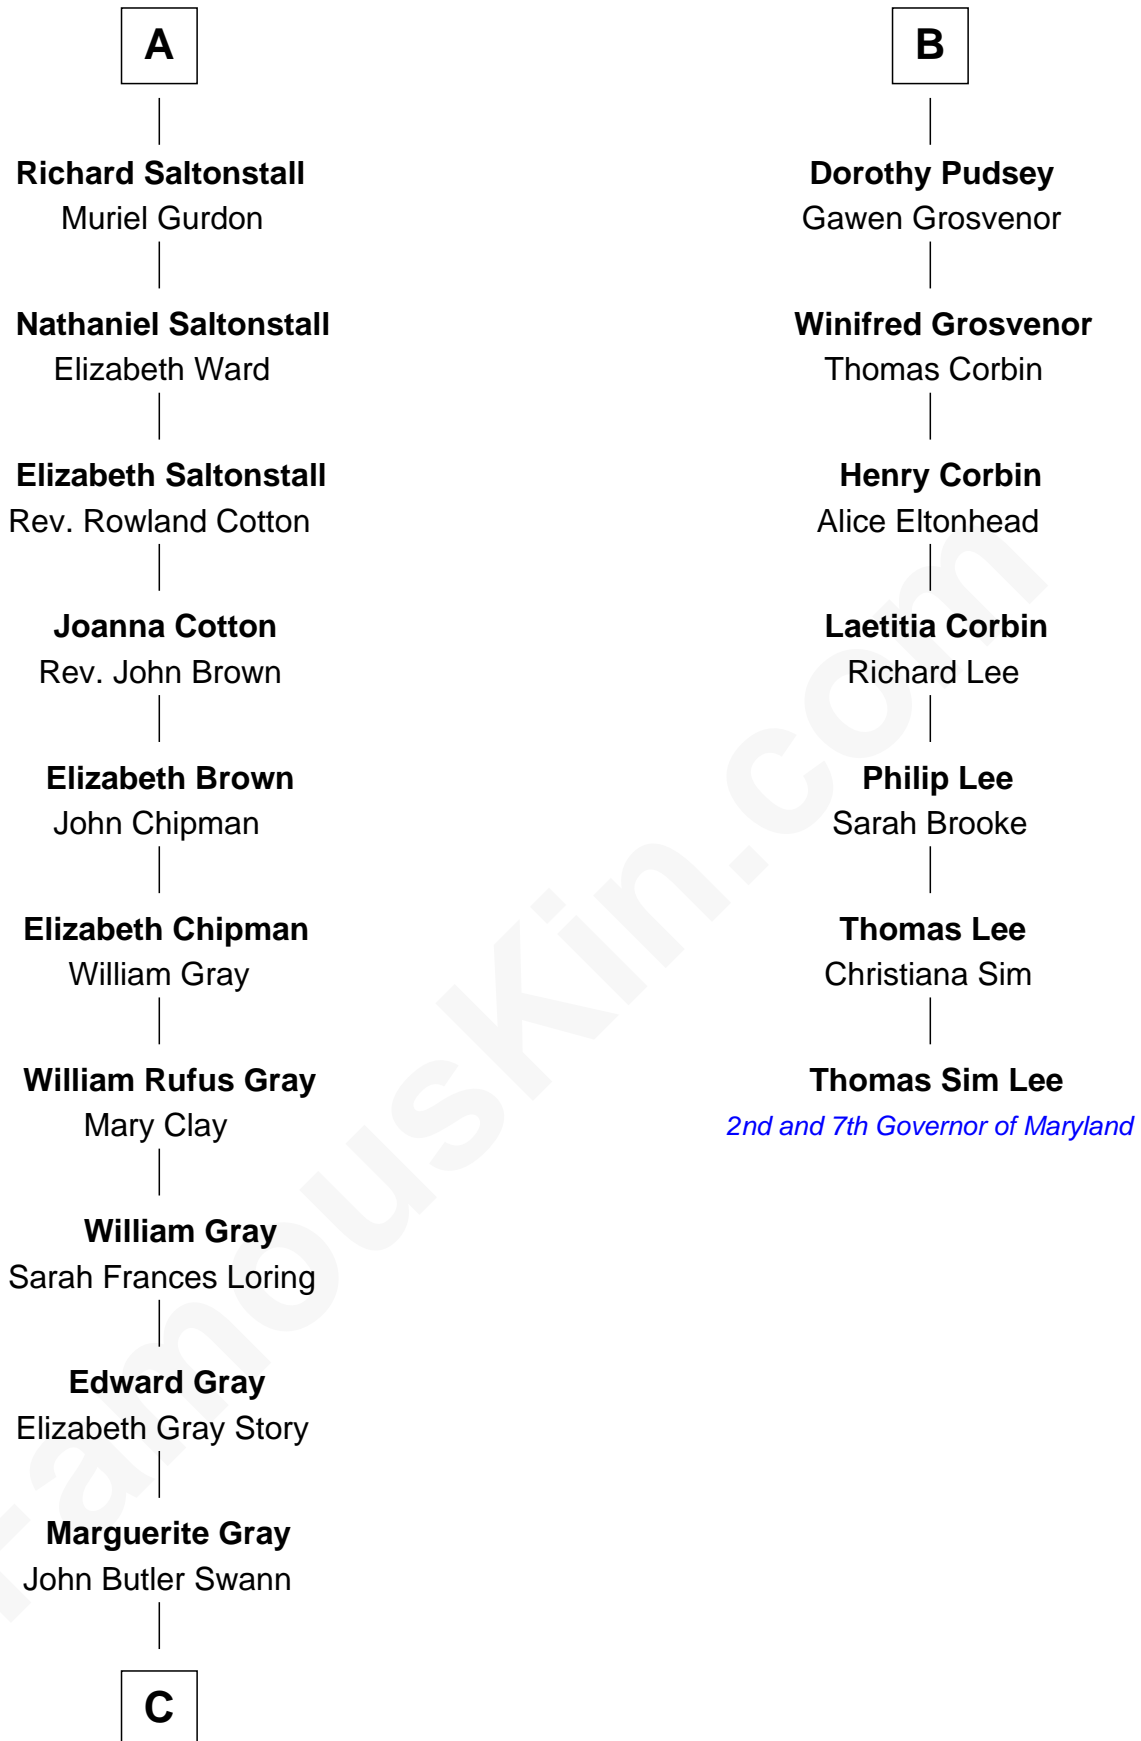 A
Richard Saltonstall
Muriel Gurdon
Nathaniel Saltonstall
Elizabeth Ward
Elizabeth Saltonstall
Rev. Rowland Cotton
Joanna Cotton
Rev. John Brown
Elizabeth Brown
John Chipman
Elizabeth Chipman
William Gray
William Rufus Gray
Mary Clay
William Gray
Sarah Frances Loring
Edward Gray
Elizabeth Gray Story
Marguerite Gray
John Butler Swann
C
B
Dorothy Pudsey
Gawen Grosvenor
Winifred Grosvenor
Thomas Corbin
Henry Corbin
Alice Eltonhead
Laetitia Corbin
Richard Lee
Philip Lee
Sarah Brooke
Thomas Lee
Christiana Sim
Thomas Sim Lee
2nd and 7th Governor of Maryland
FamousKin.com